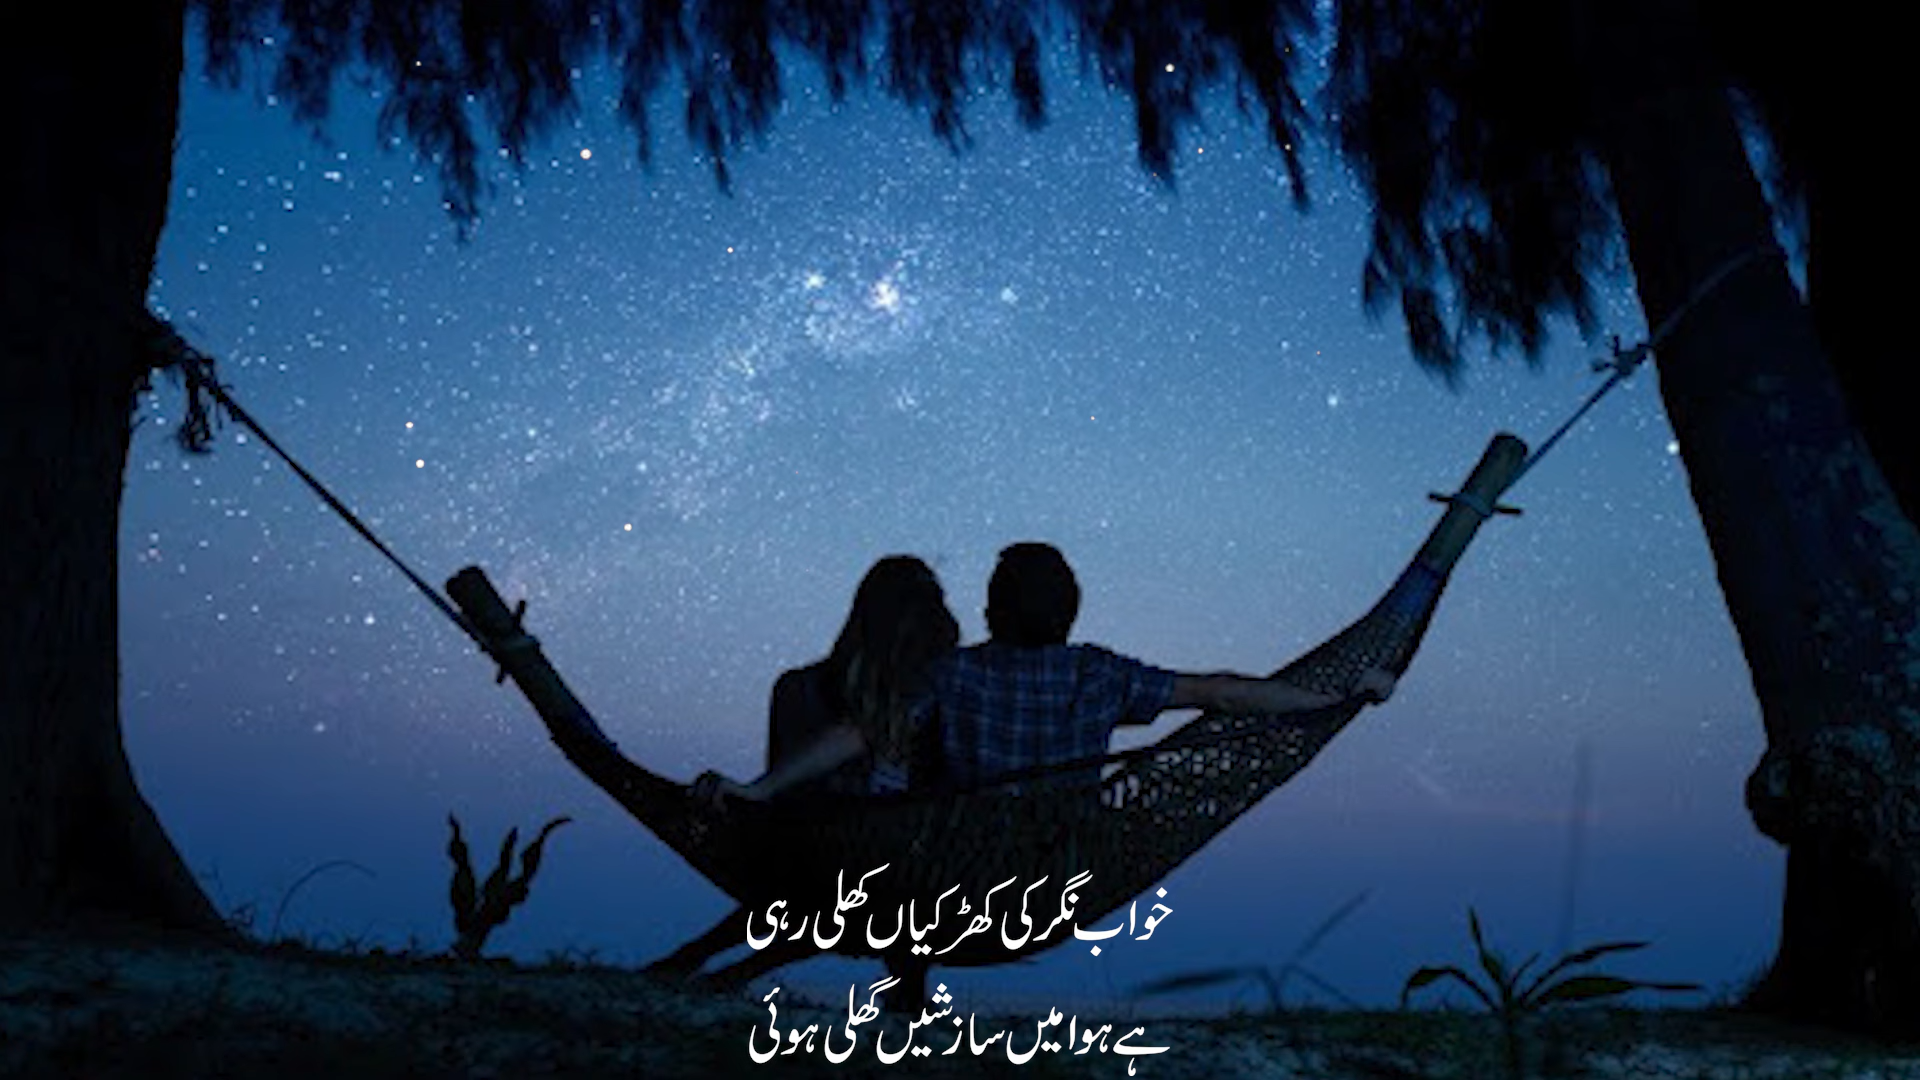 خواب نگر کی کھڑکیاں کھلی رہی
ہے ہوا میں سازشیں گھلی ہوئی